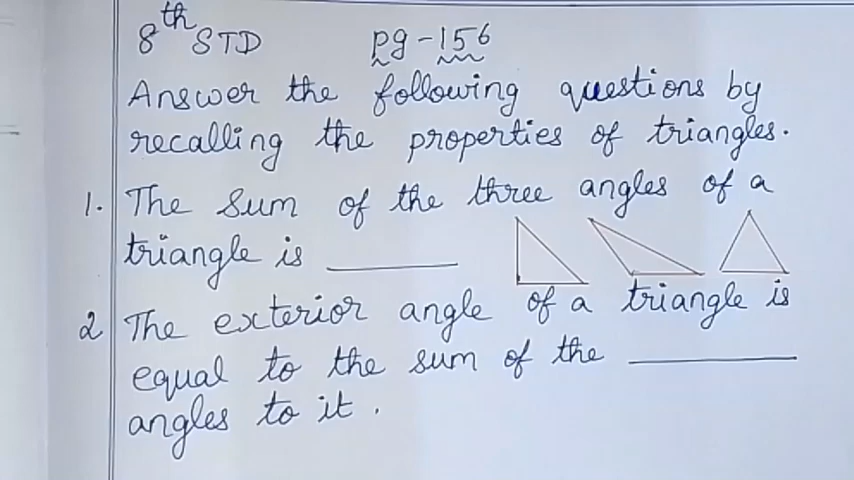 8th STD pg-156
Answer the following questions by
recalling the properties of triangles.
1. The sum of the three angles of a
triangle is ________
2 The exterior angle of a triangle is
equal to the sum of the ________
angles to it.